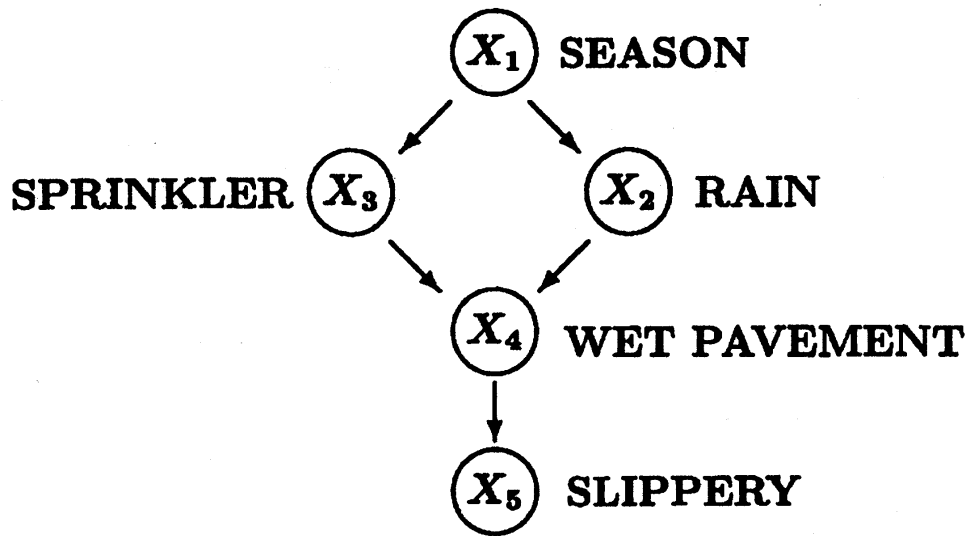 X1 SEASON
SPRINKLER X3 X2 RAIN
X4 WET PAVEMENT
X5 SLIPPERY